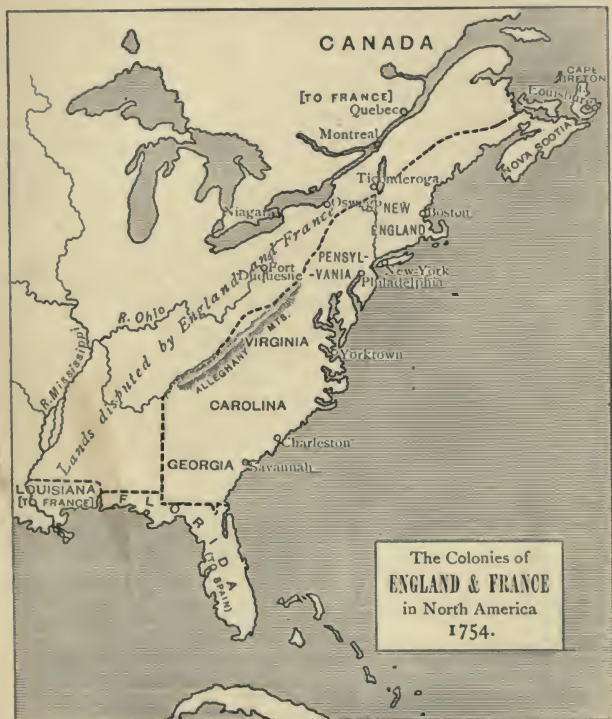 CANADA
[TO FRANCE]
Quebec
Montreal
CAPE
BRETON
Louisburg
NOVA SCOTIA
Ticonderoga
Oswego
Niagara
NEW
ENGLAND
Boston
PENSYL-
-VANIA
New-York
Philadelphia
Fort
Duquesne
Lands disputed by England and France
R. Ohio
R. Mississippi
ALLEGHANY MTS.
VIRGINIA
Yorktown
CAROLINA
Charleston
GEORGIA
Savannah
LOUISIANA
[TO FRANCE]
FLORIDA
(TO SPAIN)
The Colonies of
ENGLAND & FRANCE
in North America
1754.